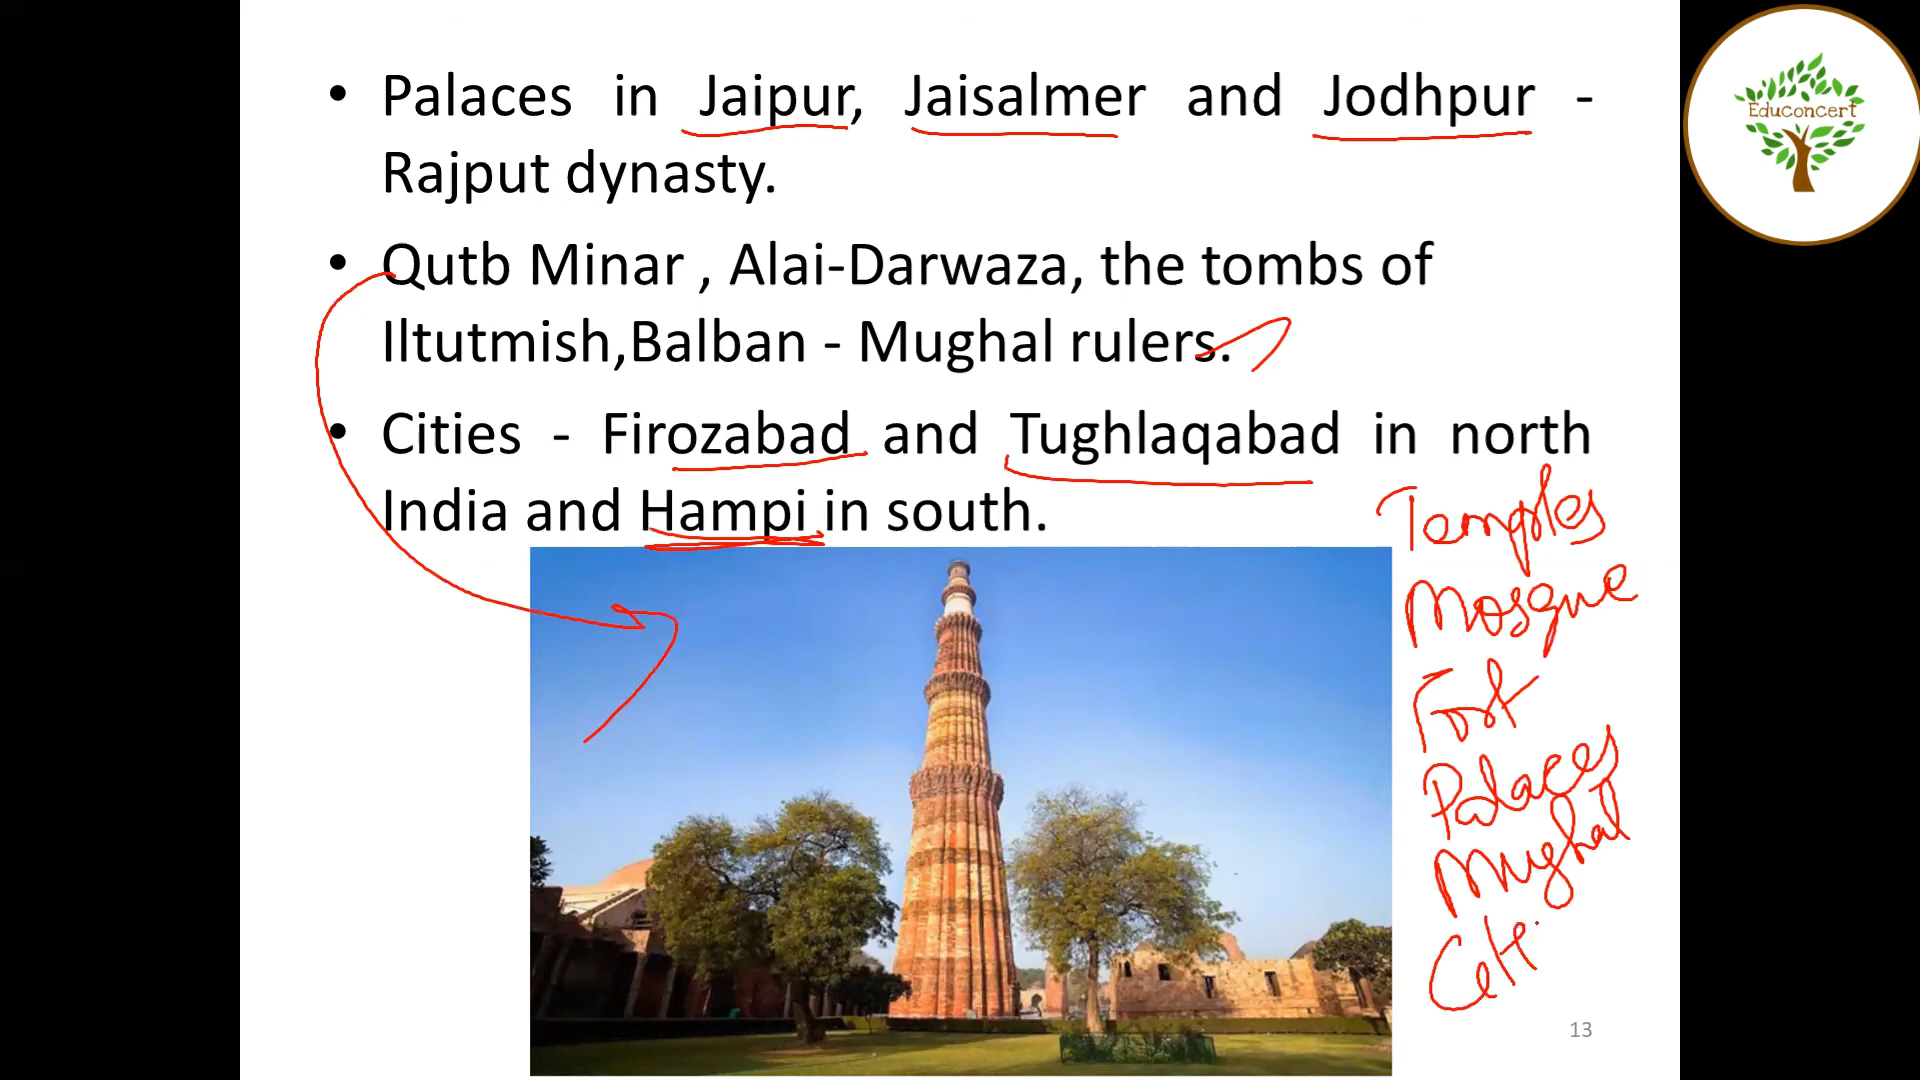 • Palaces in Jaipur, Jaisalmer and Jodhpur -
Rajput dynasty.
• Qutb Minar , Alai-Darwaza, the tombs of
Iltutmish,Balban - Mughal rulers.
• Cities - Firozabad and Tughlaqabad in north
India and Hampi in south.
Temples
Mosque
Fort
Palaces
Mughal
13
Educoncert